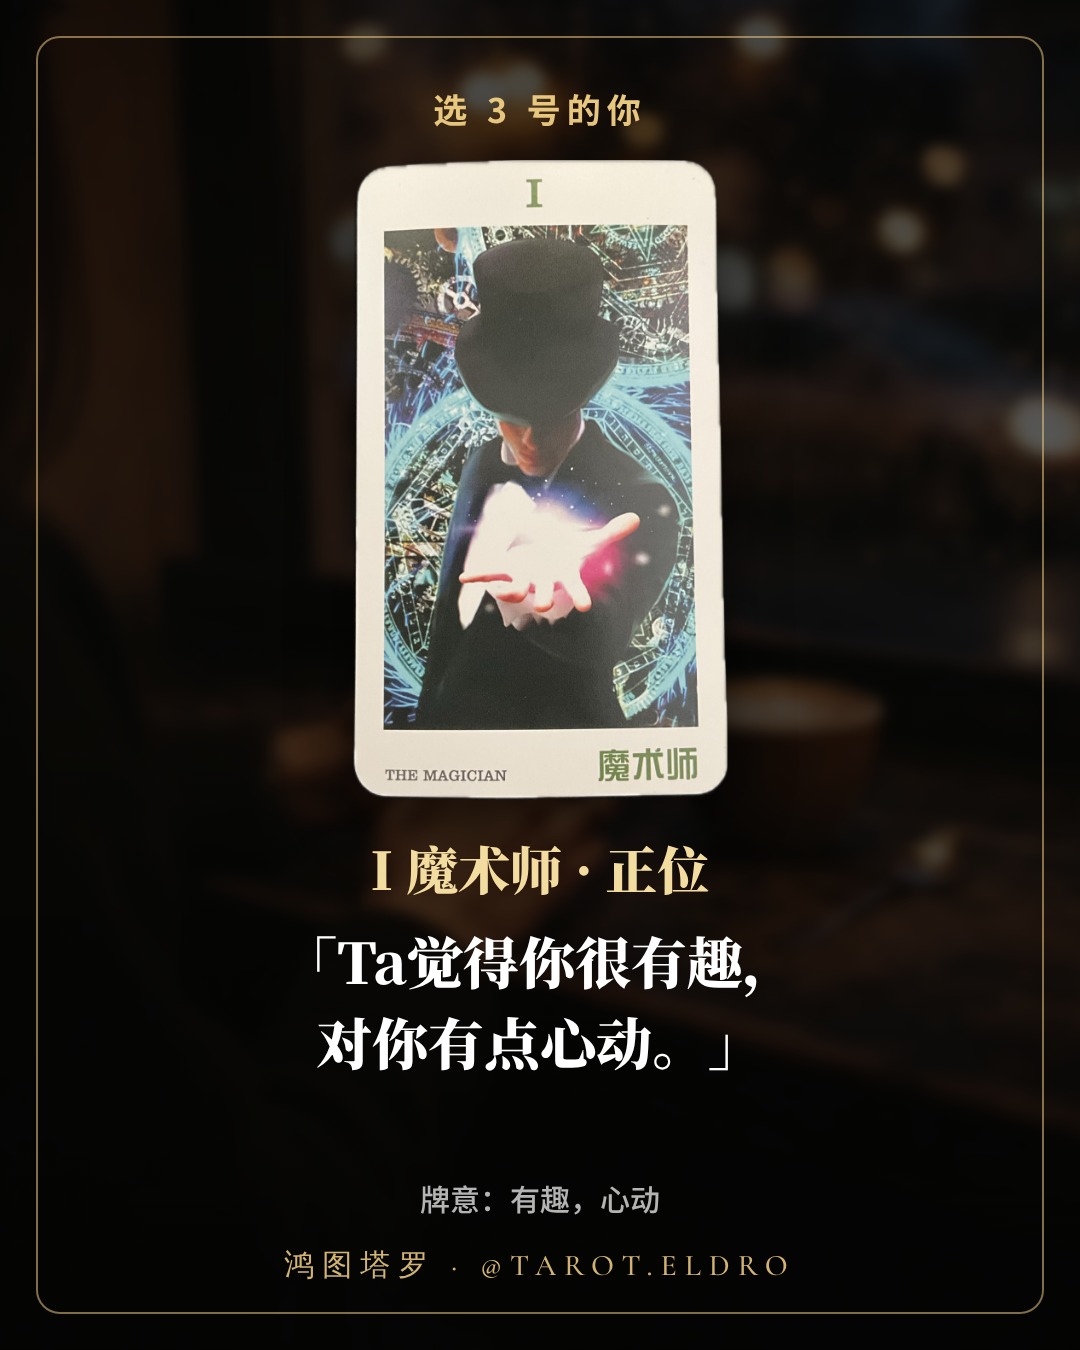 选 3 号的你
I
THE MAGICIAN
魔术师
I 魔术师·正位
「Ta觉得你很有趣，
对你有点心动。」
牌意：有趣，心动
鸿图塔罗 · @TAROT.ELDRO